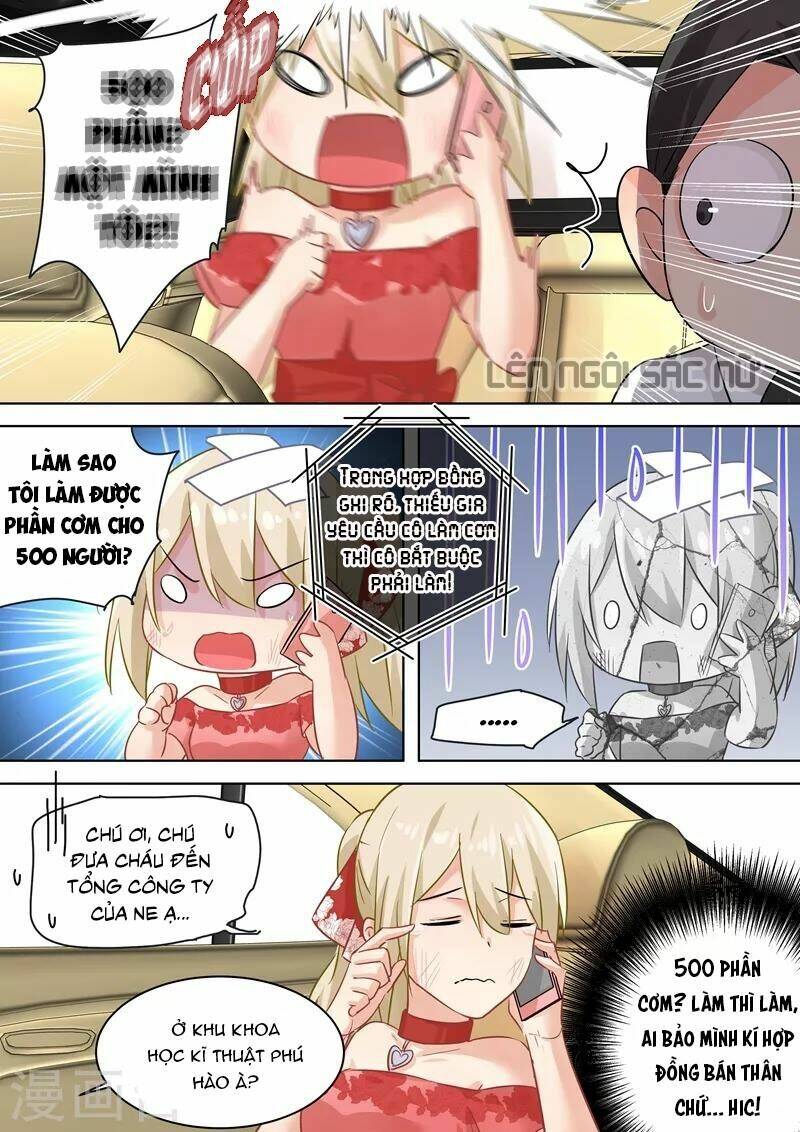 CÚP
500
PHẦN?
MỘT MÌNH
TÔI?!
LÊN NGÔI SẮC NỮ
LÀM SAO
TÔI LÀM ĐƯỢC
PHẦN CƠM CHO
500 NGƯỜI?
TRONG HỢP ĐỒNG
GHI RÕ, THIẾU GIA
YÊU CẦU CÔ LÀM CƠM
THÌ CÔ BẮT BUỘC
PHẢI LÀM!
.....
CHÚ ƠI, CHÚ
ĐƯA CHÁU ĐẾN
TỔNG CÔNG TY
CỦA NE Ạ...
500 PHẦN
CƠM? LÀM THÌ LÀM,
AI BẢO MÌNH KÍ HỢP
ĐỒNG BÁN THÂN
CHỨ... HIC!
Ở KHU KHOA
HỌC KĨ THUẬT PHÚ
HÀO À?
漫画